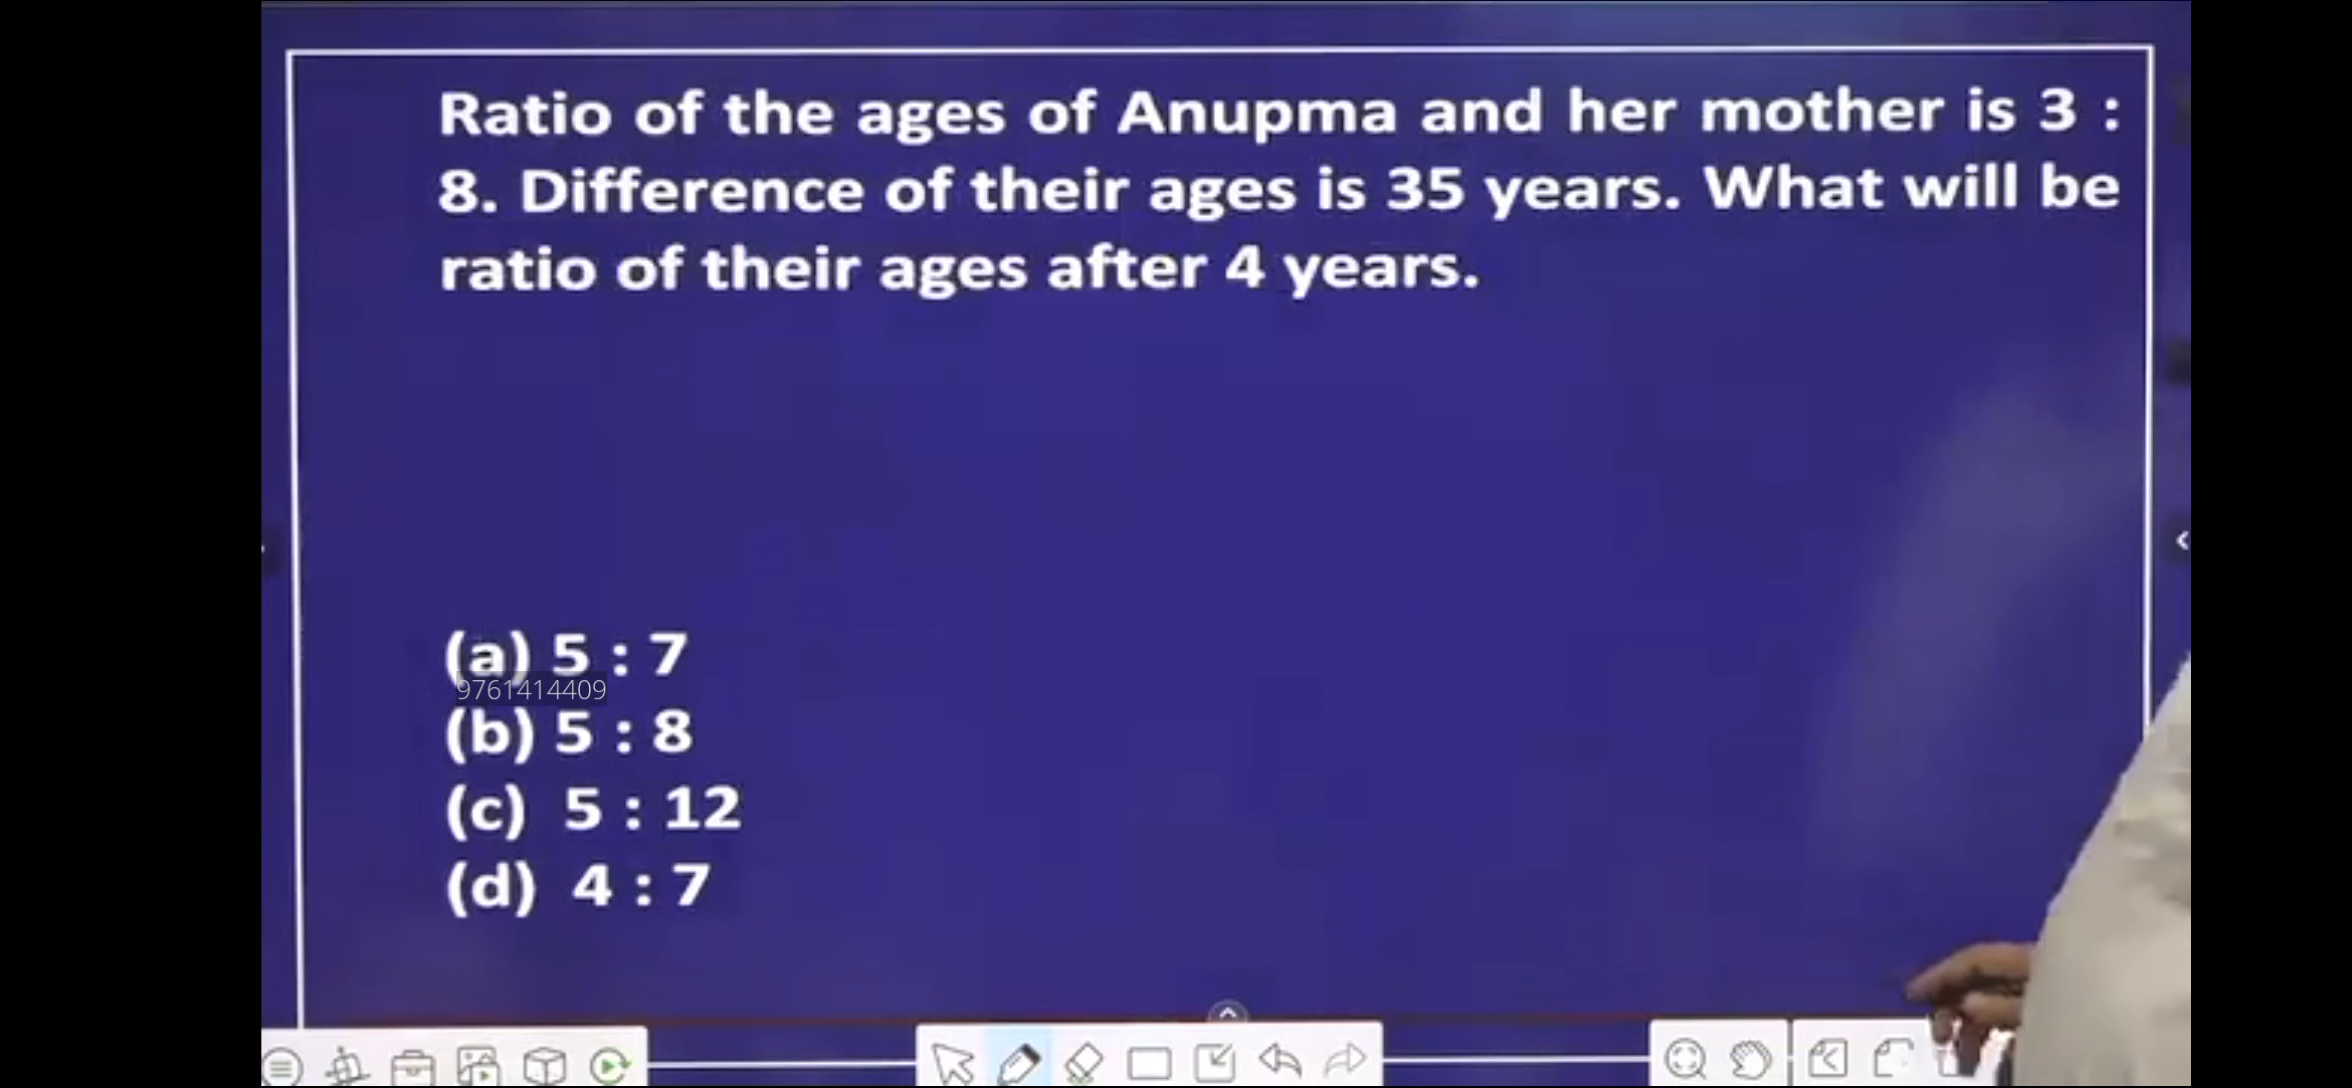 Ratio of the ages of Anupma and her mother is 3 :
8. Difference of their ages is 35 years. What will be
ratio of their ages after 4 years.
(a) 5 : 7
9761414409
(b) 5 : 8
(c) 5 : 12
(d) 4 : 7